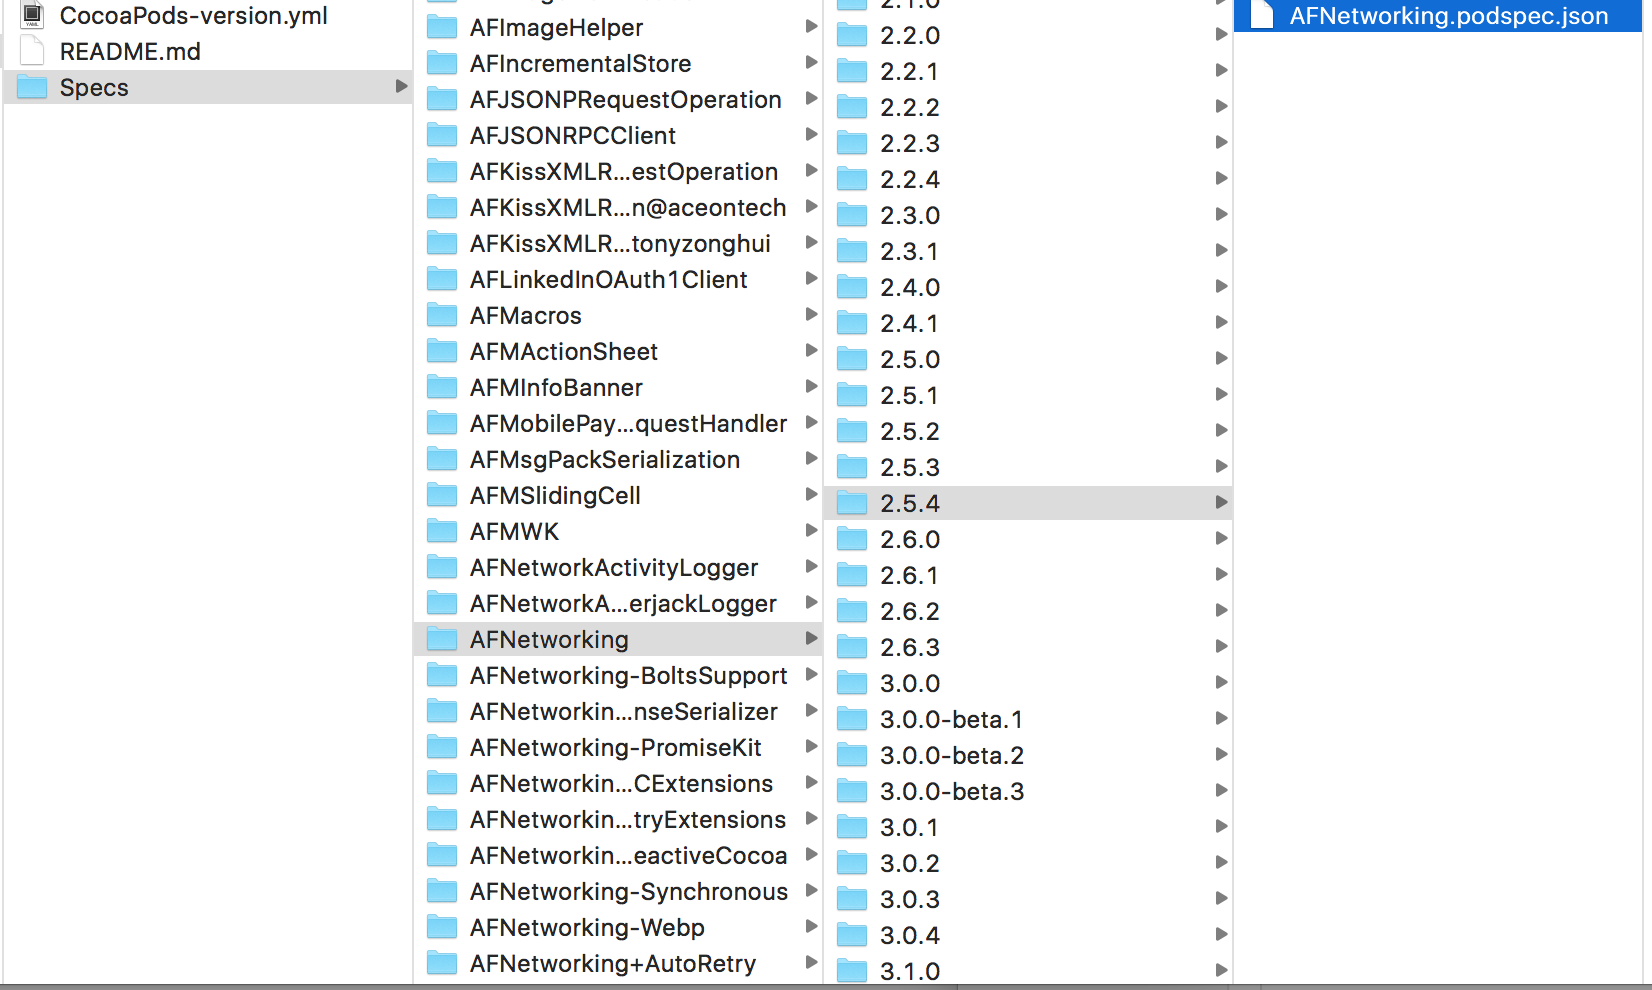 CocoaPods-version.yml
README.md
Specs
AFImageHelper
AFIncrementalStore
AFJSONPRequestOperation
AFJSONRPCClient
AFKissXMLR...estOperation
AFKissXMLR...n@aceontech
AFKissXMLR...tonyzonghui
AFLinkedInOAuth1Client
AFMacros
AFMActionSheet
AFMInfoBanner
AFMobilePay...questHandler
AFMsgPackSerialization
AFMSlidingCell
AFMWK
AFNetworkActivityLogger
AFNetworkA...erjackLogger
AFNetworking
AFNetworking-BoltsSupport
AFNetworkin...nseSerializer
AFNetworking-PromiseKit
AFNetworkin...CExtensions
AFNetworkin...tryExtensions
AFNetworkin...eactiveCocoa
AFNetworking-Synchronous
AFNetworking-Webp
AFNetworking+AutoRetry
2.1.0
2.2.0
2.2.1
2.2.2
2.2.3
2.2.4
2.3.0
2.3.1
2.4.0
2.4.1
2.5.0
2.5.1
2.5.2
2.5.3
2.5.4
2.6.0
2.6.1
2.6.2
2.6.3
3.0.0
3.0.0-beta.1
3.0.0-beta.2
3.0.0-beta.3
3.0.1
3.0.2
3.0.3
3.0.4
3.1.0
AFNetworking.podspec.json